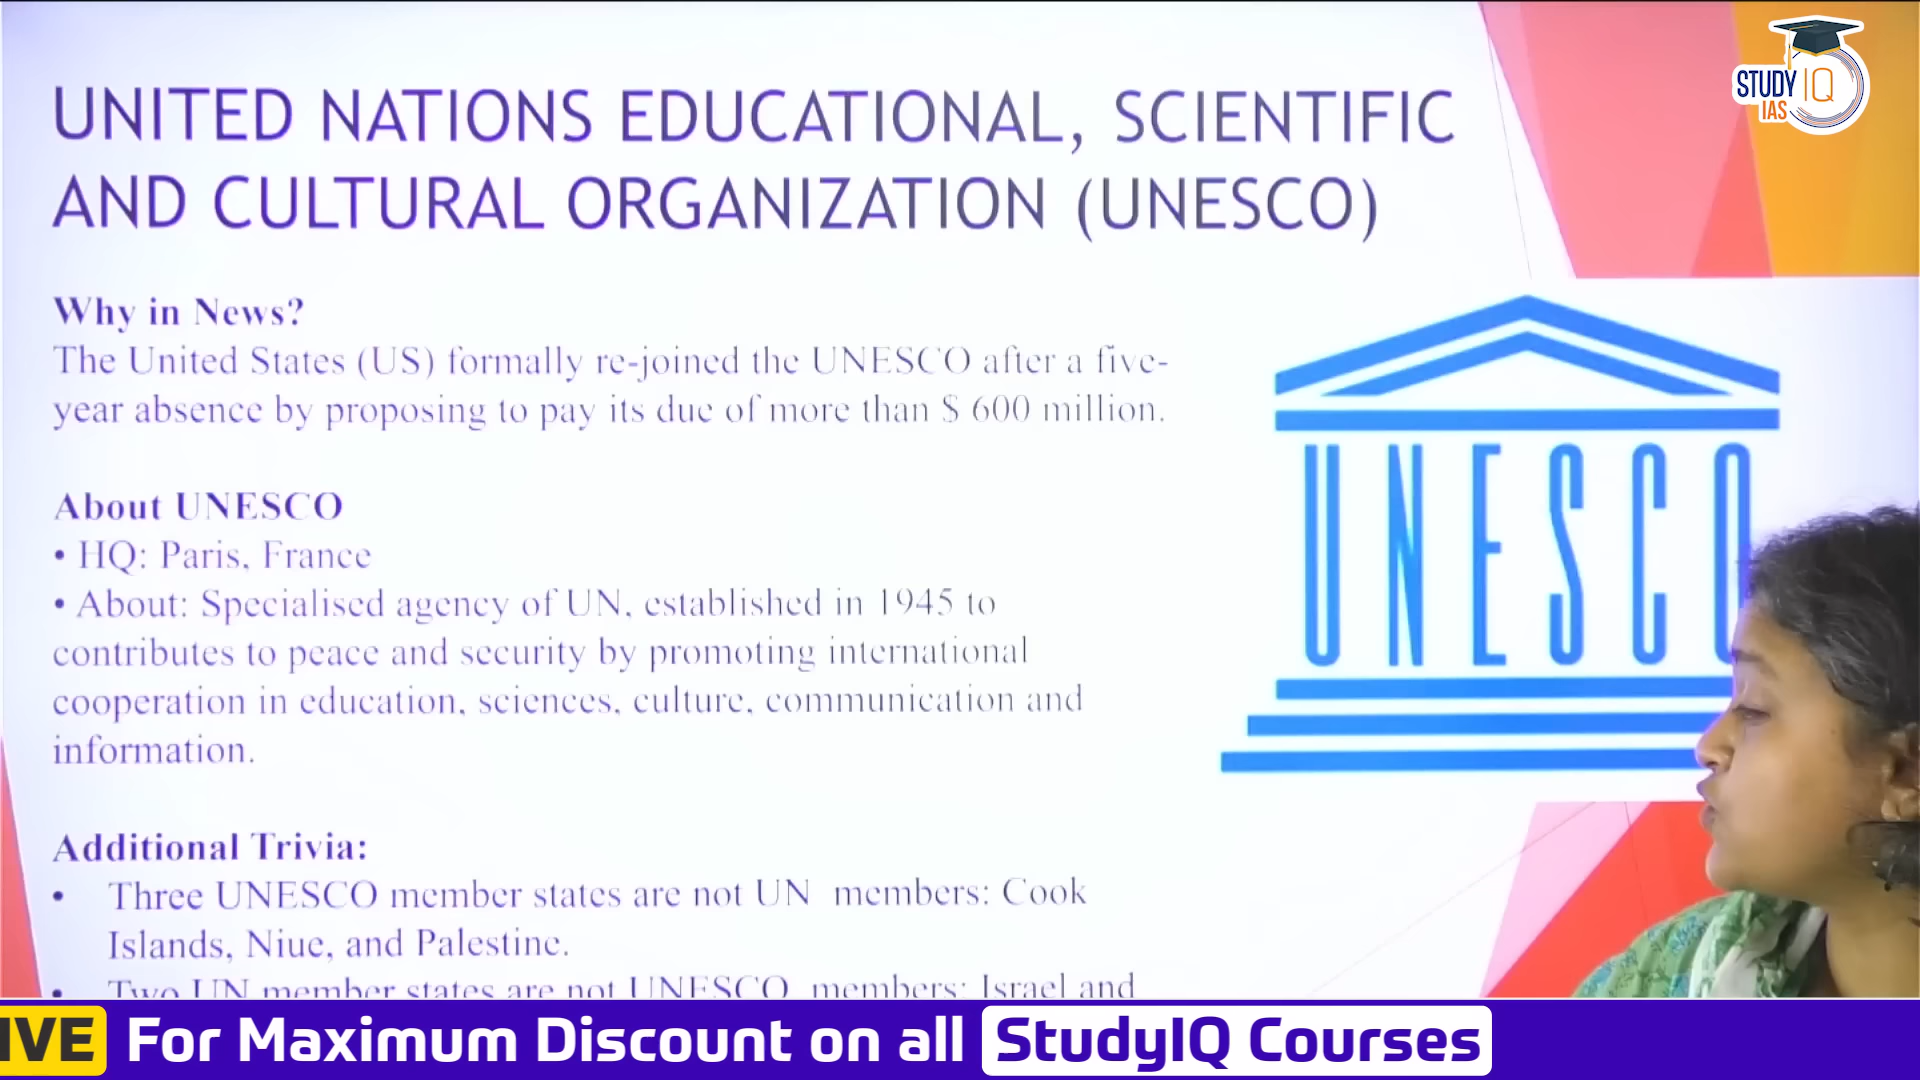 STUDY IQ
IAS
UNITED NATIONS EDUCATIONAL, SCIENTIFIC
AND CULTURAL ORGANIZATION (UNESCO)
Why in News?
The United States (US) formally re-joined the UNESCO after a five-
year absence by proposing to pay its due of more than $ 600 million.
About UNESCO
• HQ: Paris, France
• About: Specialised agency of UN, established in 1945 to
contributes to peace and security by promoting international
cooperation in education, sciences, culture, communication and
information.
UNESCO
Additional Trivia:
• Three UNESCO member states are not UN members: Cook
Islands, Niue, and Palestine.
• Two UN member states are not UNESCO members: Israel and
IVE For Maximum Discount on all StudyIQ Courses